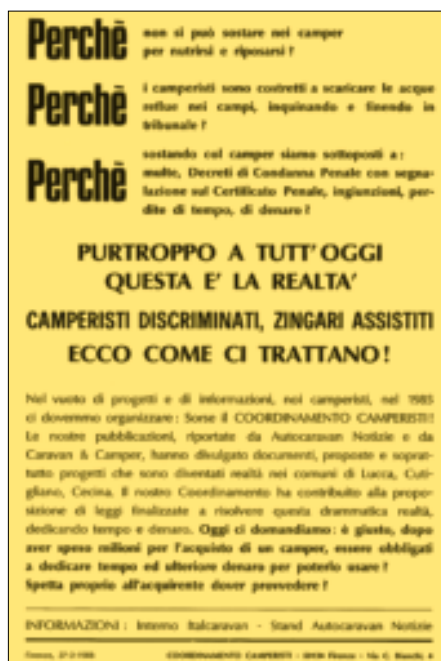 Perchè non si può sostare nei camper
per nutrirsi e riposarsi?
Perchè i camperisti sono costretti a scaricare le acque
reflue nei campi, inquinando e finendo in
tribunale?
Perchè sostando col camper siamo sottoposti a:
multe, Decreti di Condanna Penale con segna-
lazione sul Certificato Penale, ingiunzioni, per-
dite di tempo, di denaro?
PURTROPPO A TUTT'OGGI
QUESTA E' LA REALTA'
CAMPERISTI DISCRIMINATI, ZINGARI ASSISTITI
ECCO COME CI TRATTANO!
Nel vuoto di progetti e di informazioni, noi camperisti, nel 1985
ci dovemmo organizzare: Sorse il COORDINAMENTO CAMPERISTI!
Le nostre pubblicazioni, riportate da Autocaravan Notizie e da
Caravan & Camper, hanno divulgato documenti, proposte e soprat-
tutto progetti che sono diventati realtà nei comuni di Lucca, Cuti-
gliano, Cecina. Il nostro Coordinamento ha contribuito alla propo-
sizione di leggi finalizzate a risolvere questa drammatica realtà,
dedicando tempo e denaro. Oggi ci domandiamo: è giusto, dopo
aver speso milioni per l'acquisto di un camper, essere obbligati
a dedicare tempo ed ulteriore denaro per poterlo usare?
Spetta proprio all'acquirente dover provvedere?
INFORMAZIONI: Interno Italcaravan - Stand Autocaravan Notizie
COORDINAMENTO CAMPERISTI - Firenze - Via